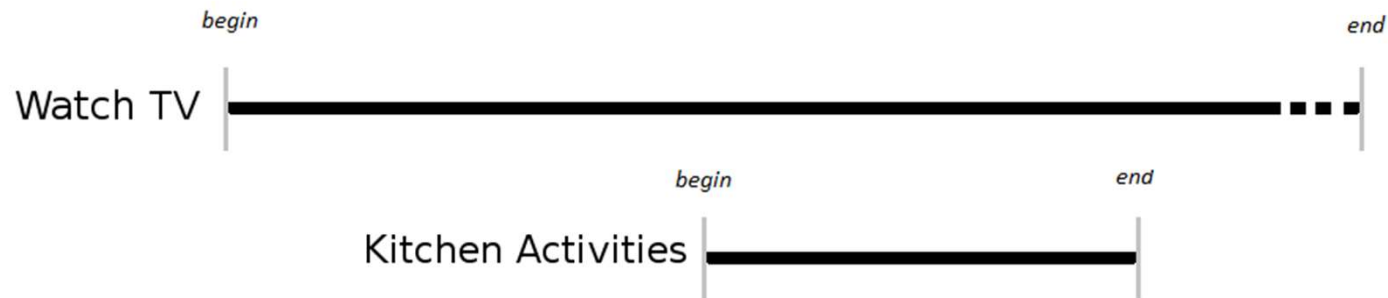 begin
end
Watch TV
begin
end
Kitchen Activities